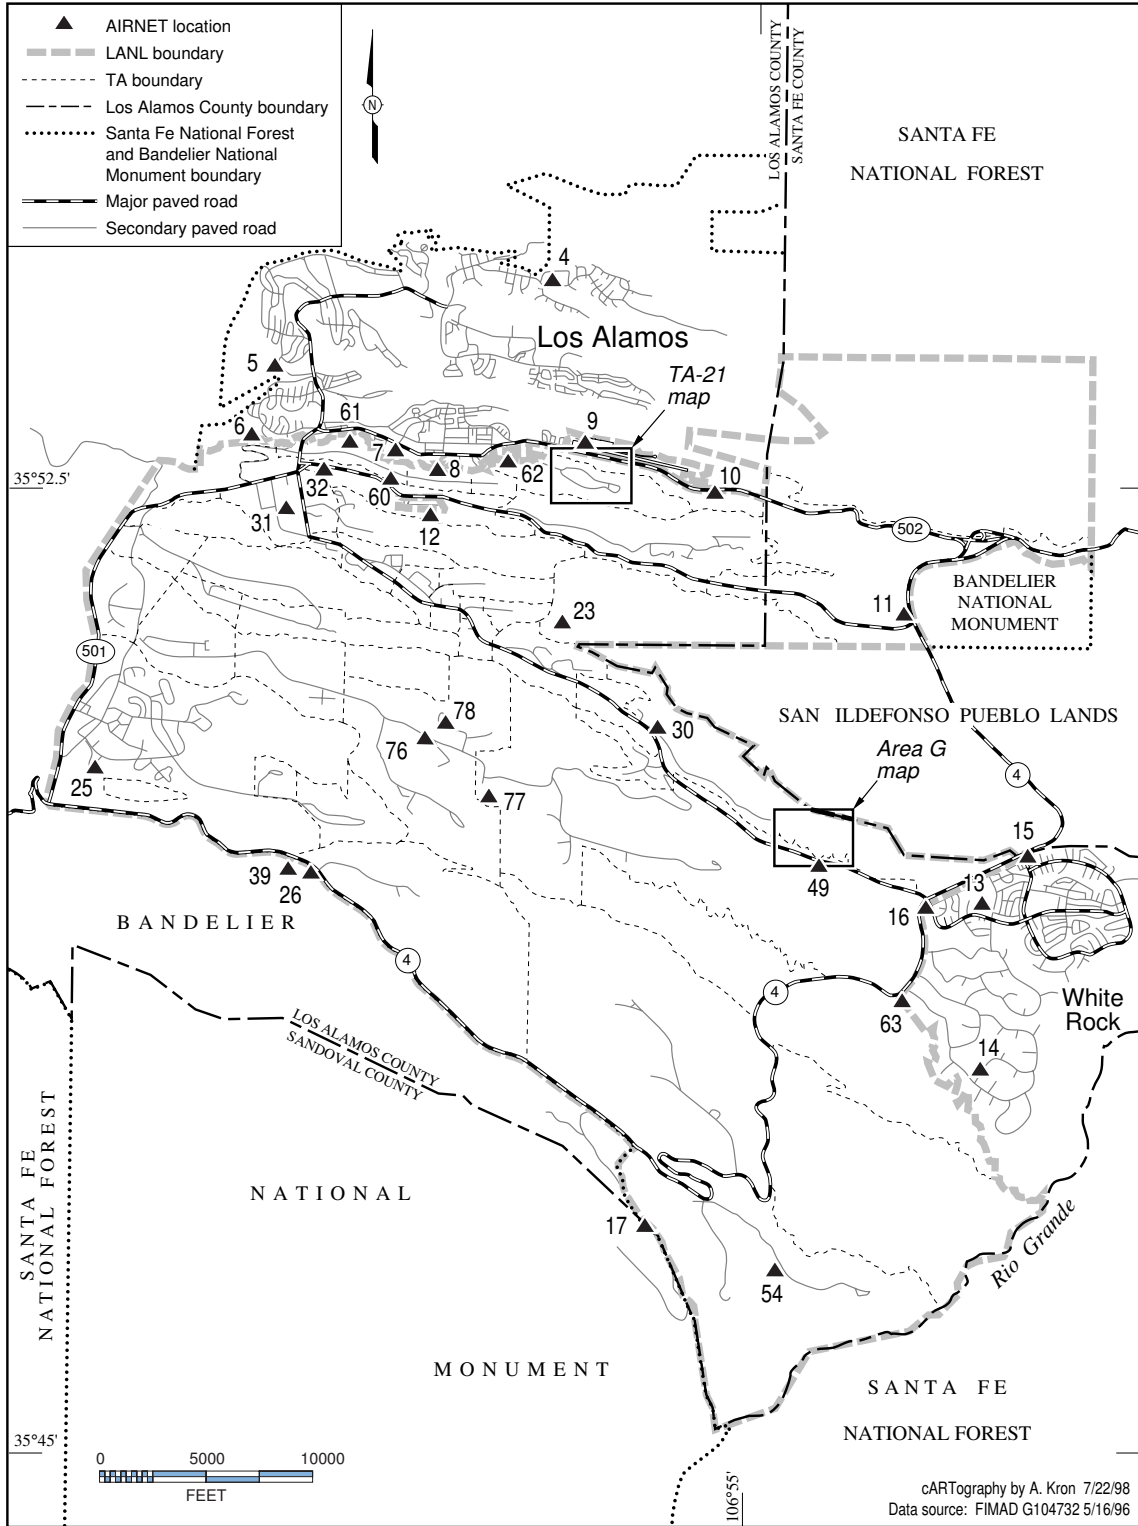 AIRNET location
LANL boundary
TA boundary
Los Alamos County boundary
Santa Fe National Forest
and Bandelier National
Monument boundary
Major paved road
Secondary paved road
N
LOS ALAMOS COUNTY
SANTA FE COUNTY
SANTA FE
NATIONAL FOREST
4
Los Alamos
5
TA-21
map
6
61
9
7
8
62
10
35°52.5'
32
60
31
12
502
BANDELIER
NATIONAL
MONUMENT
11
23
501
78
30
SAN ILDEFONSO PUEBLO LANDS
76
Area G
map
25
77
4
15
39
26
49
13
16
BANDELIER
4
4
White
Rock
63
LOS ALAMOS COUNTY
SANDOVAL COUNTY
14
SANTA FE
NATIONAL FOREST
NATIONAL
17
Rio Grande
54
MONUMENT
SANTA FE
NATIONAL FOREST
35°45'
0 5000 10000
FEET
106°55'
cARTography by A. Kron 7/22/98
Data source: FIMAD G104732 5/16/96